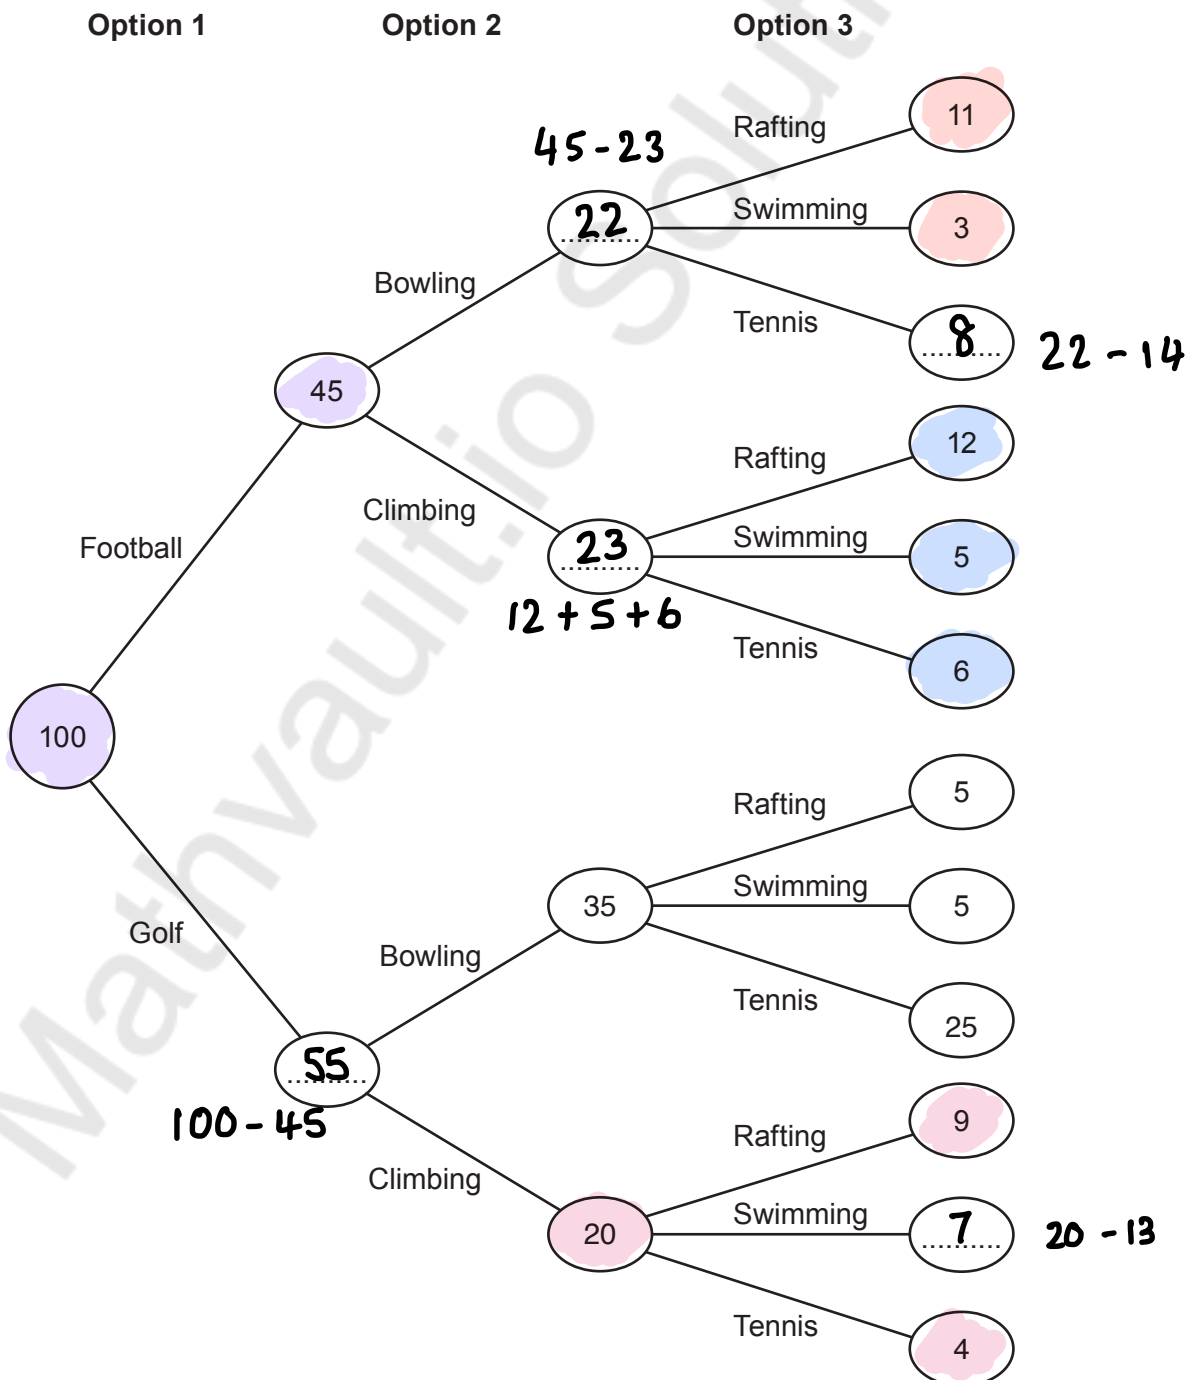 Option 1 Option 2 Option 3
Rafting 11
45-23
Swimming 3
22
Bowling
Tennis 8 22-14
45
Rafting 12
Climbing
Swimming 5
23
Football
12+5+6
Tennis 6
100
Rafting 5
Swimming 5
35
Golf
Bowling
Tennis 25
55
100-45
Rafting 9
Climbing
Swimming 7 20-13
20
Tennis 4
Mathvault.io Soluti